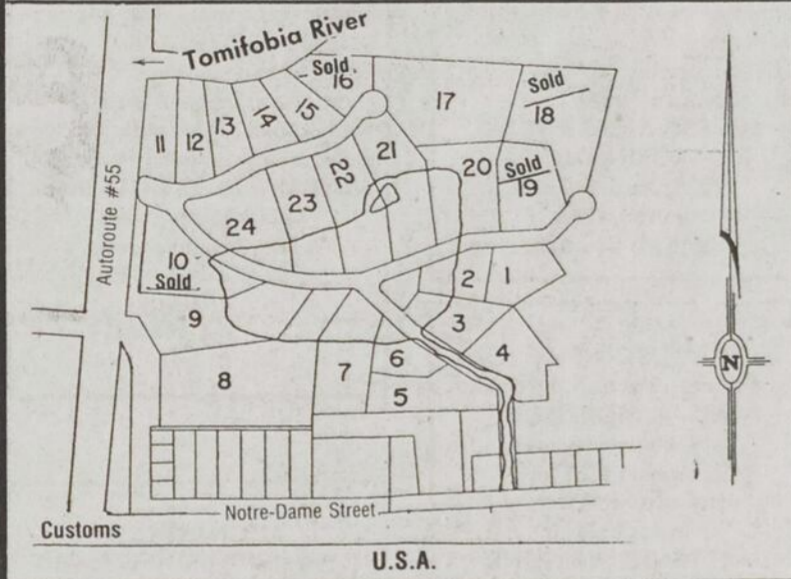 Tomifobia River
Sold
16
17
Sold
18
11
12
13
14
15
21
20
Sold
19
22
23
24
Autoroute #55
10
Sold
2
1
9
3
4
8
7
6
5
N
Notre-Dame Street
Customs
U.S.A.